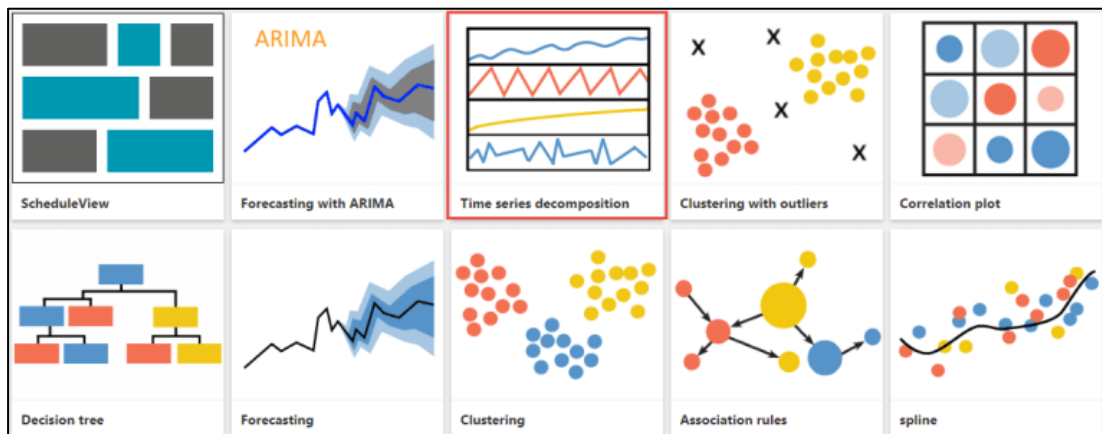 ARIMA
ScheduleView
Forecasting with ARIMA
Time series decomposition
Clustering with outliers
Correlation plot
Decision tree
Forecasting
Clustering
Association rules
spline